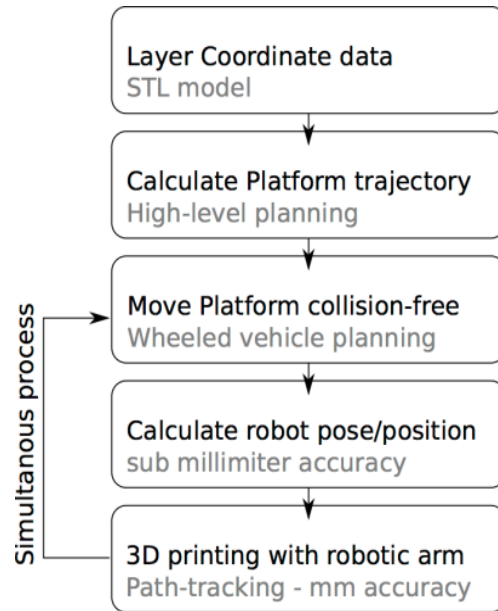 Layer Coordinate data
STL model
Calculate Platform trajectory
High-level planning
Move Platform collision-free
Wheeled vehicle planning
Calculate robot pose/position
sub millimiter accuracy
3D printing with robotic arm
Path-tracking - mm accuracy
Simultanous process